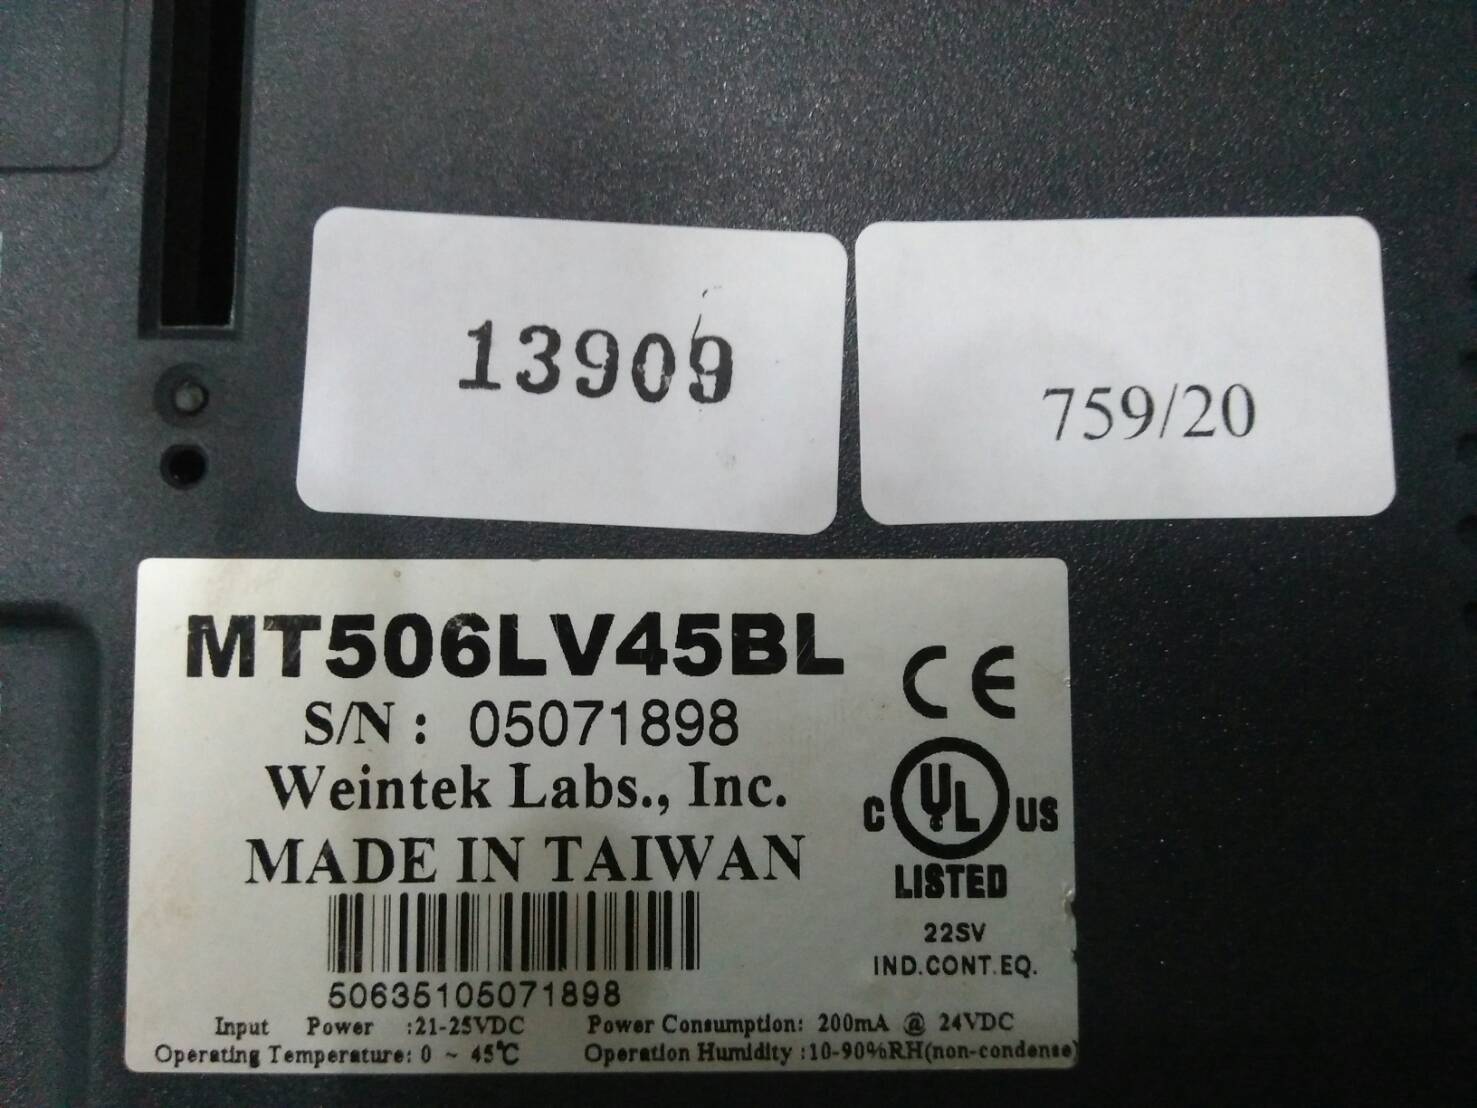 13909
759/20
MT506LV45BL
S/N : 05071898
Weintek Labs., Inc.
MADE IN TAIWAN
50635105071898
CE
C UL US
LISTED
22SV
IND.CONT.EQ.
Input Power :21-25VDC Power Consumption: 200mA @ 24VDC
Operating Temperature: 0 ~ 45℃ Operation Humidity :10-90%RH(non-condense)